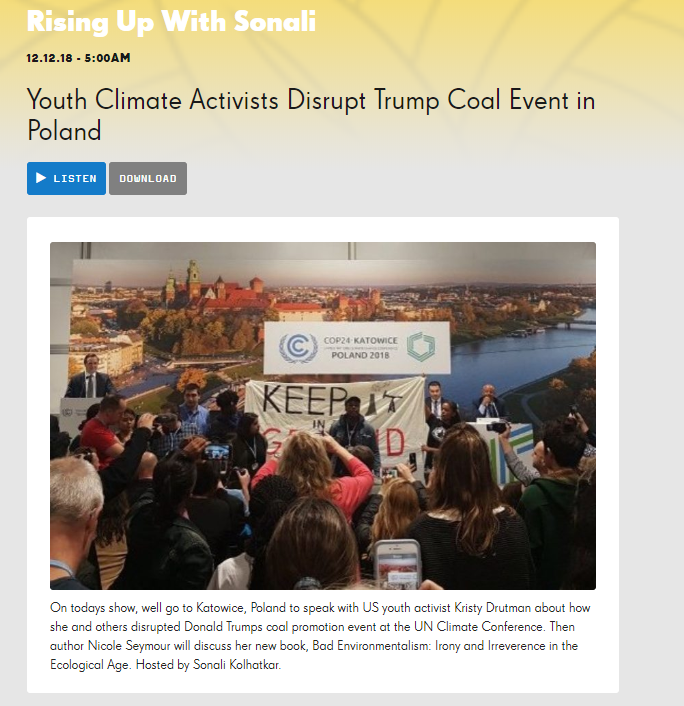 Rising Up With Sonali
12.12.18 - 5:00AM
Youth Climate Activists Disrupt Trump Coal Event in
Poland
LISTEN DOWNLOAD
COP24·KATOWICE
POLAND 2018
KEEP IT
IN
G D
On todays show, well go to Katowice, Poland to speak with US youth activist Kristy Drutman about how
she and others disrupted Donald Trumps coal promotion event at the UN Climate Conference. Then
author Nicole Seymour will discuss her new book, Bad Environmentalism: Irony and Irreverence in the
Ecological Age. Hosted by Sonali Kolhatkar.